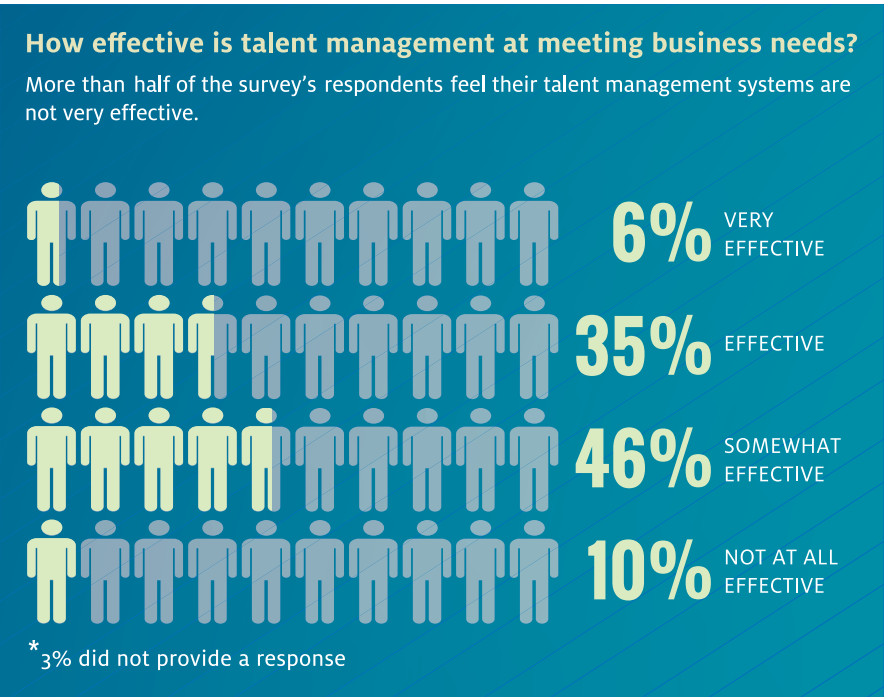 How effective is talent management at meeting business needs?
More than half of the survey's respondents feel their talent management systems are
not very effective.
6% VERY
EFFECTIVE
35% EFFECTIVE
46% SOMEWHAT
EFFECTIVE
10% NOT AT ALL
EFFECTIVE
*3% did not provide a response